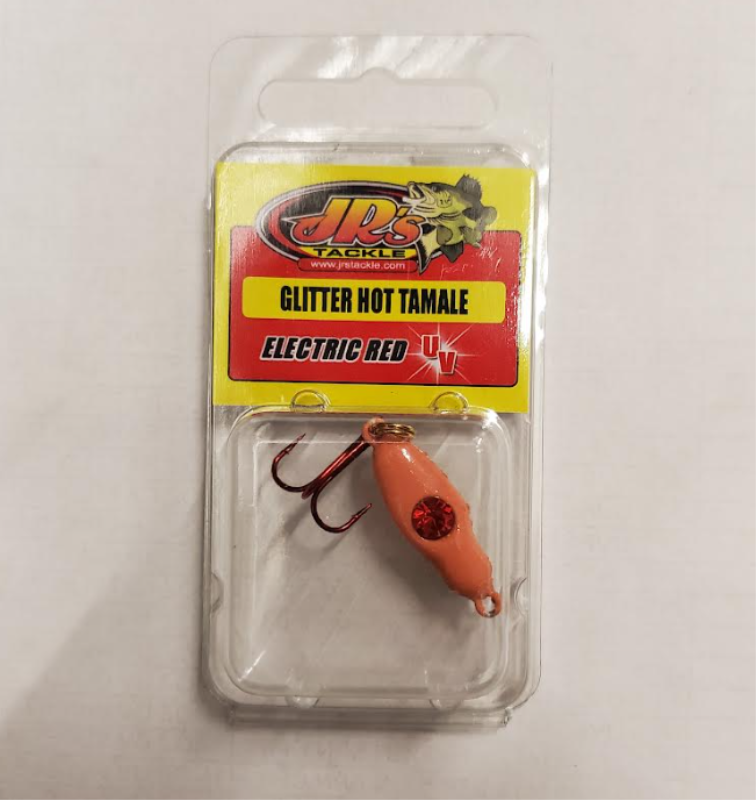 JR's
TACKLE
www.jrstackle.com
GLITTER HOT TAMALE
ELECTRIC RED UV